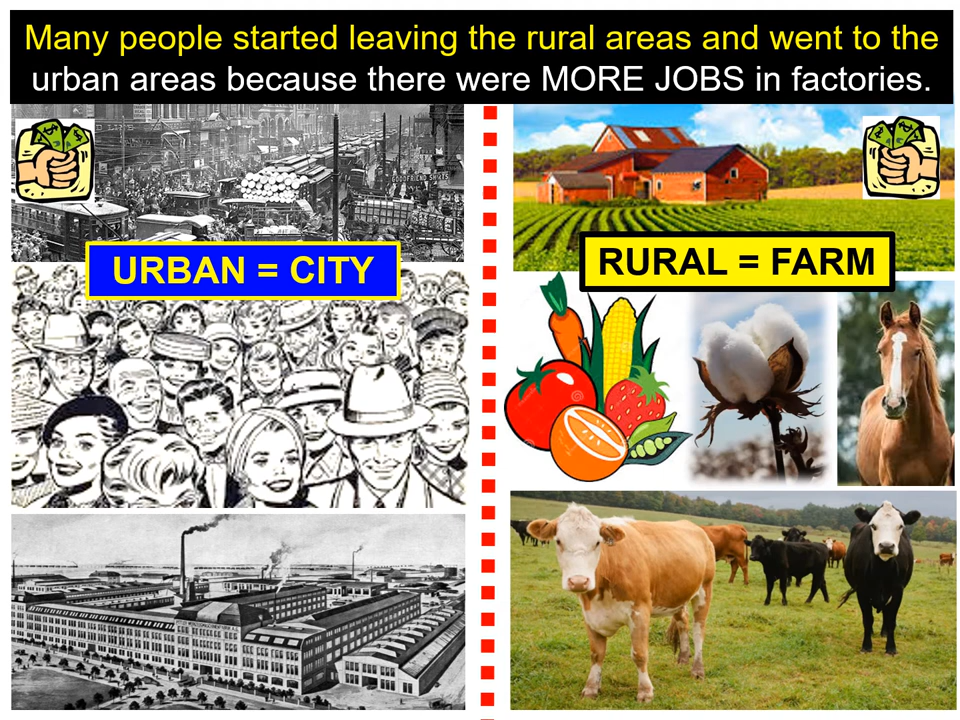 Many people started leaving the rural areas and went to the
urban areas because there were MORE JOBS in factories.
URBAN = CITY
RURAL = FARM